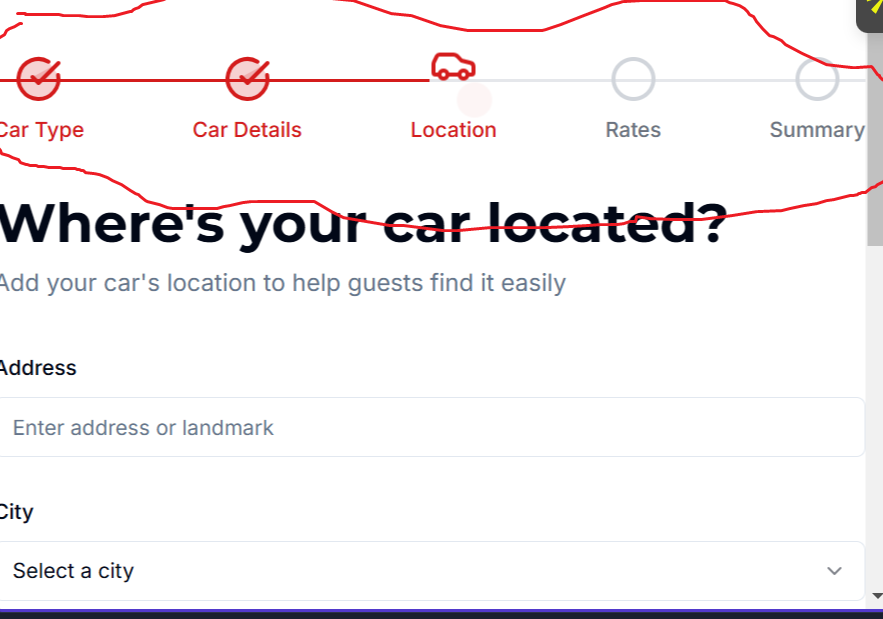 Car Type Car Details Location Rates Summary
Where's your car located?
Add your car's location to help guests find it easily
Address
Enter address or landmark
City
Select a city